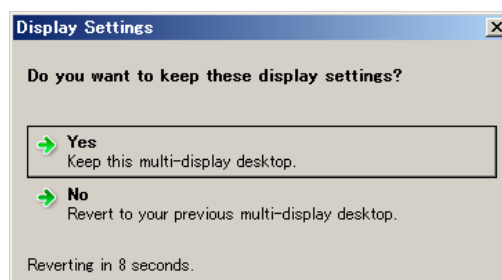 Display Settings
Do you want to keep these display settings?
Yes
Keep this multi-display desktop.
No
Revert to your previous multi-display desktop.
Reverting in 8 seconds.